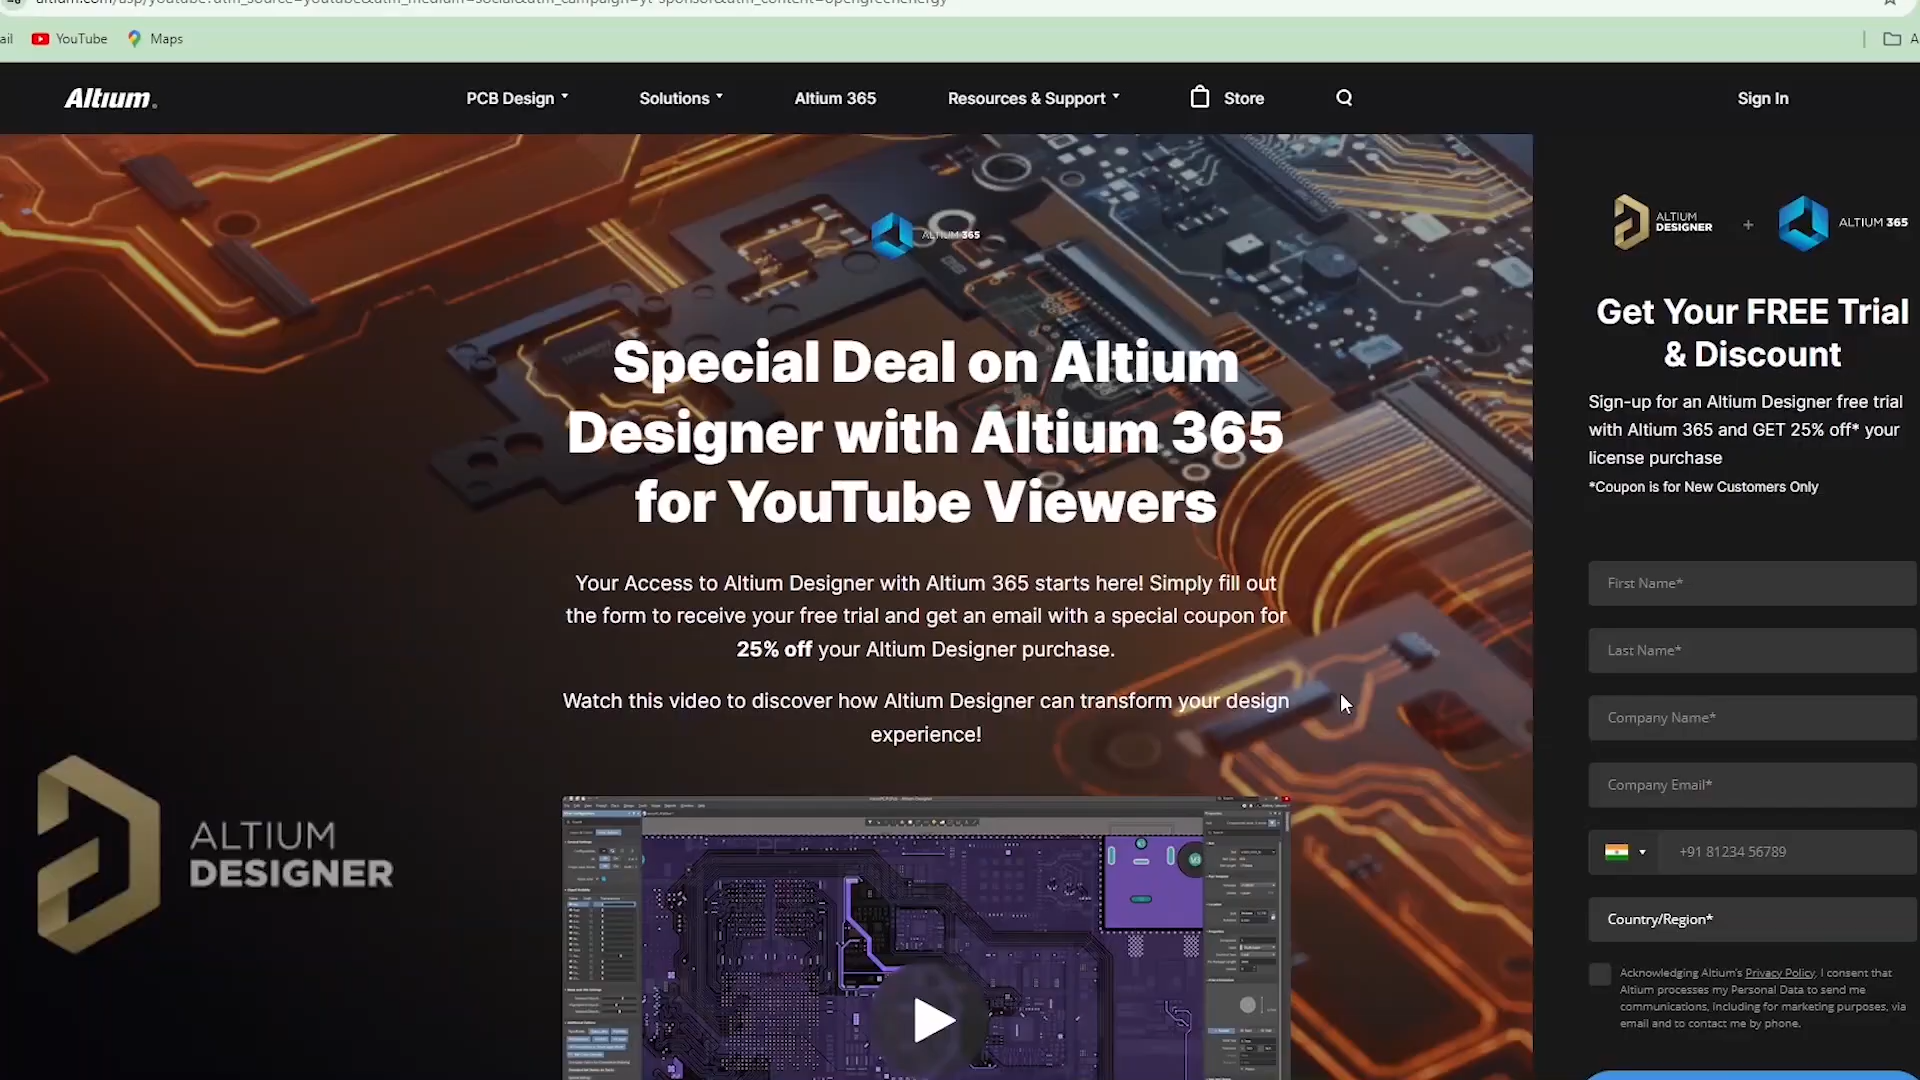 YouTube
Maps
Altium.
PCB Design
Solutions
Altium 365
Resources & Support
Store
Sign In
ALTIUM 365
Special Deal on Altium
Designer with Altium 365
for YouTube Viewers
Your Access to Altium Designer with Altium 365 starts here! Simply fill out
the form to receive your free trial and get an email with a special coupon for
25% off your Altium Designer purchase.
Watch this video to discover how Altium Designer can transform your design
experience!
ALTIUM
DESIGNER
ALTIUM
DESIGNER
+
ALTIUM 365
Get Your FREE Trial
& Discount
Sign-up for an Altium Designer free trial
with Altium 365 and GET 25% off* your
license purchase
*Coupon is for New Customers Only
First Name*
Last Name*
Company Name*
Company Email*
+91 81234 56789
Country/Region*
Acknowledging Altium's Privacy Policy, I consent that
Altium processes my Personal Data to send me
communications, including for marketing purposes, via
email and to contact me by phone.